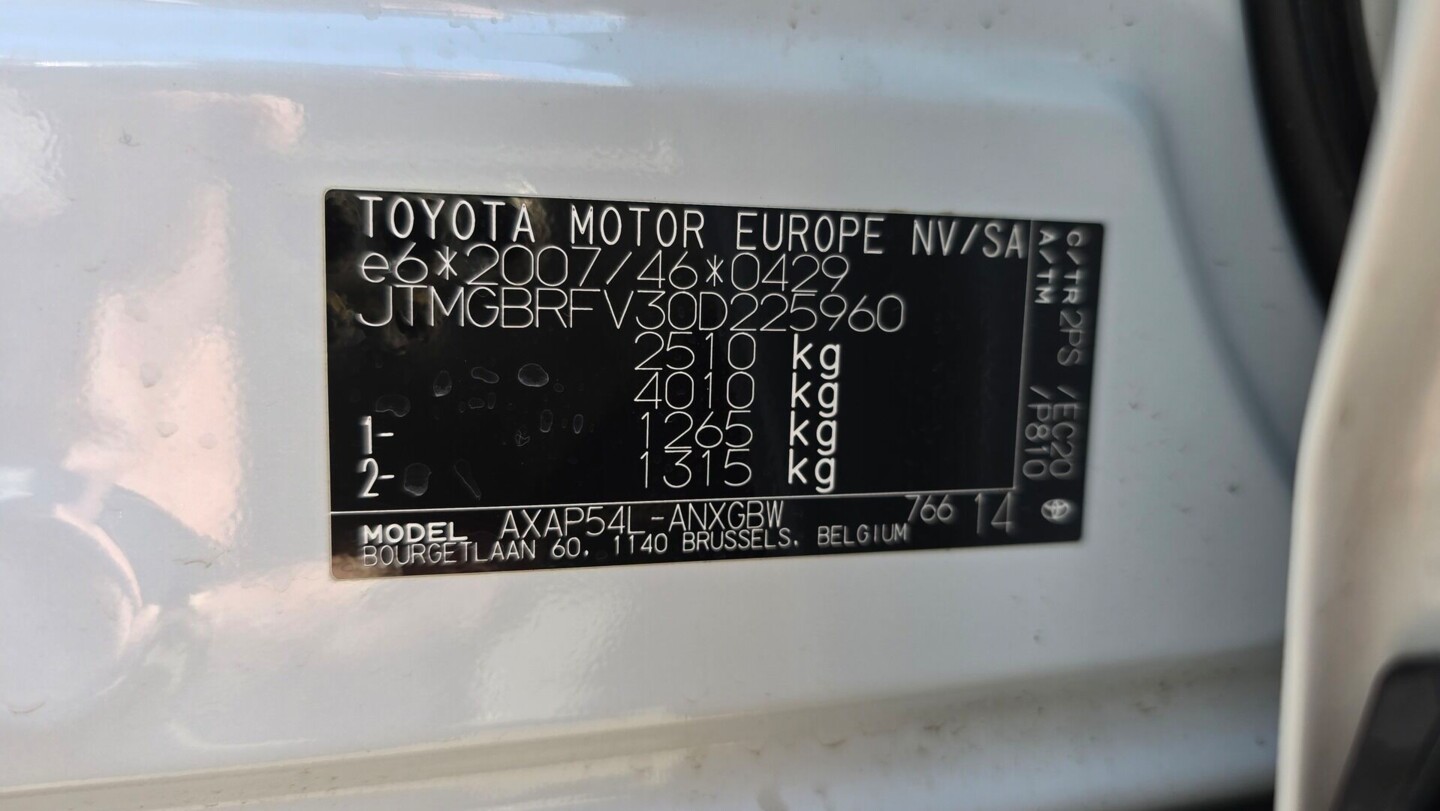 TOYOTA MOTOR EUROPE NV/SA
e6*2007/46*0429
JTMGBRFV30D225960
2510 kg
4010 kg
1- 1265 kg
2- 1315 kg
MODEL AXAP54L-ANXGBW 766 14
BOURGETLAAN 60, 1140 BRUSSELS, BELGIUM
C/TR 2PS /EC20
A/TM /P810